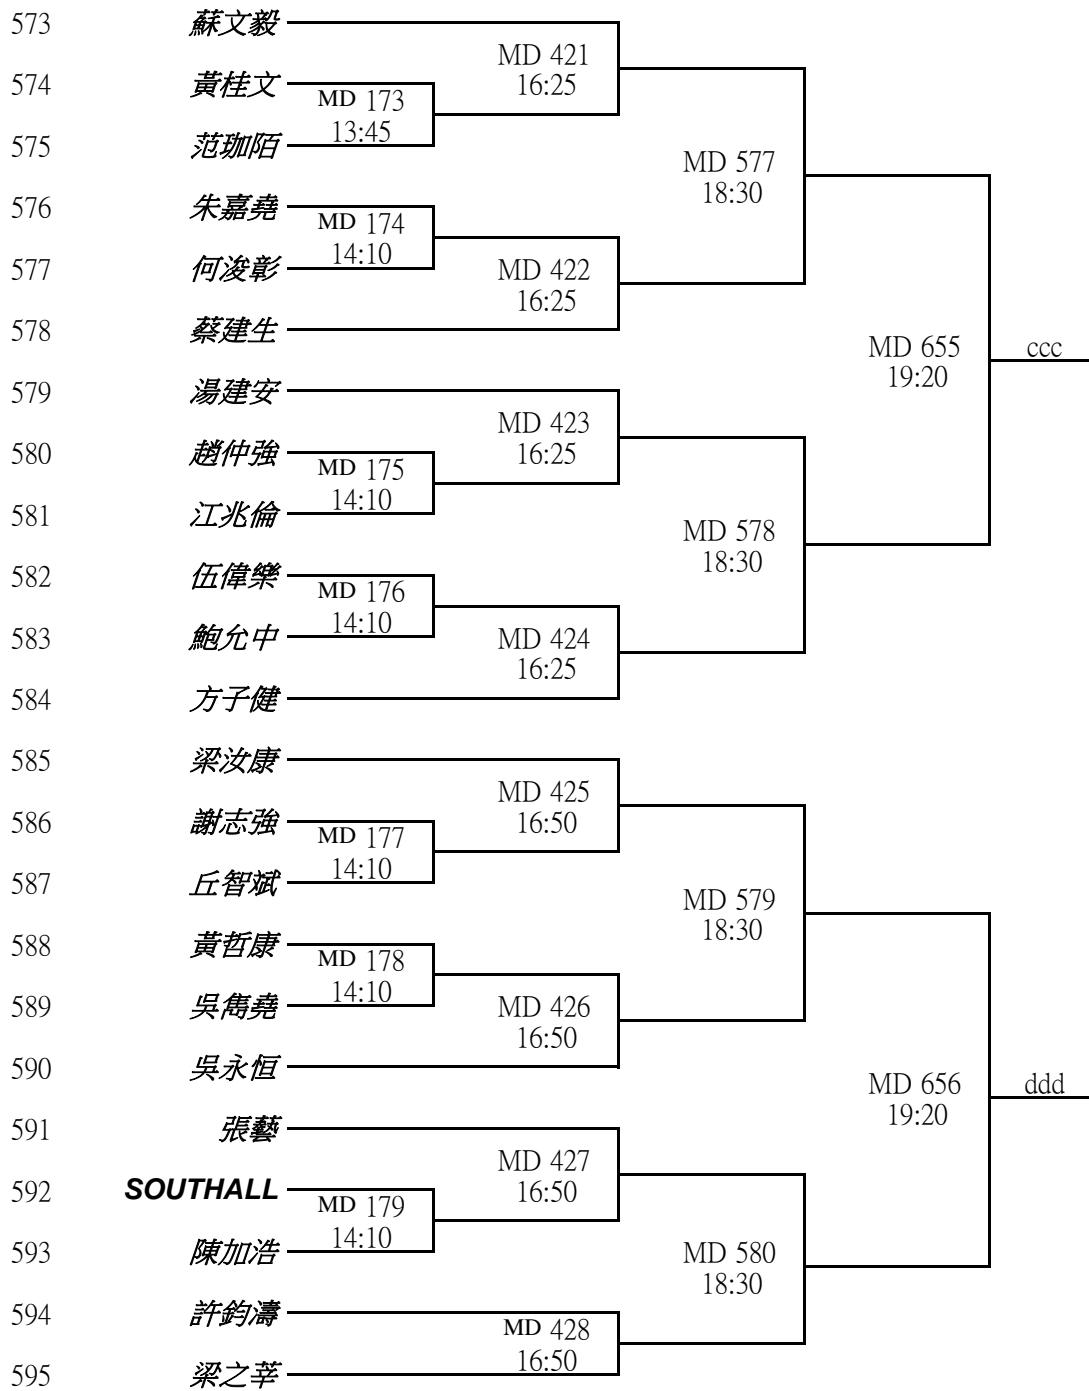 573 蘇文毅
MD 421
16:25
574 黃桂文
MD 173
13:45
575 范珈陌
MD 577
18:30
576 朱嘉堯
MD 174
14:10
577 何浚彰
MD 422
16:25
578 蔡建生
MD 655
19:20
ccc
579 湯建安
MD 423
16:25
580 趙仲強
MD 175
14:10
581 江兆倫
MD 578
18:30
582 伍偉樂
MD 176
14:10
583 鮑允中
MD 424
16:25
584 方子健
585 梁汝康
MD 425
16:50
586 謝志強
MD 177
14:10
587 丘智斌
MD 579
18:30
588 黃哲康
MD 178
14:10
589 吳雋堯
MD 426
16:50
590 吳永恒
MD 656
19:20
ddd
591 張藝
MD 427
16:50
592 SOUTHALL
MD 179
14:10
593 陳加浩
MD 580
18:30
594 許鈞濤
MD 428
16:50
595 梁之莘